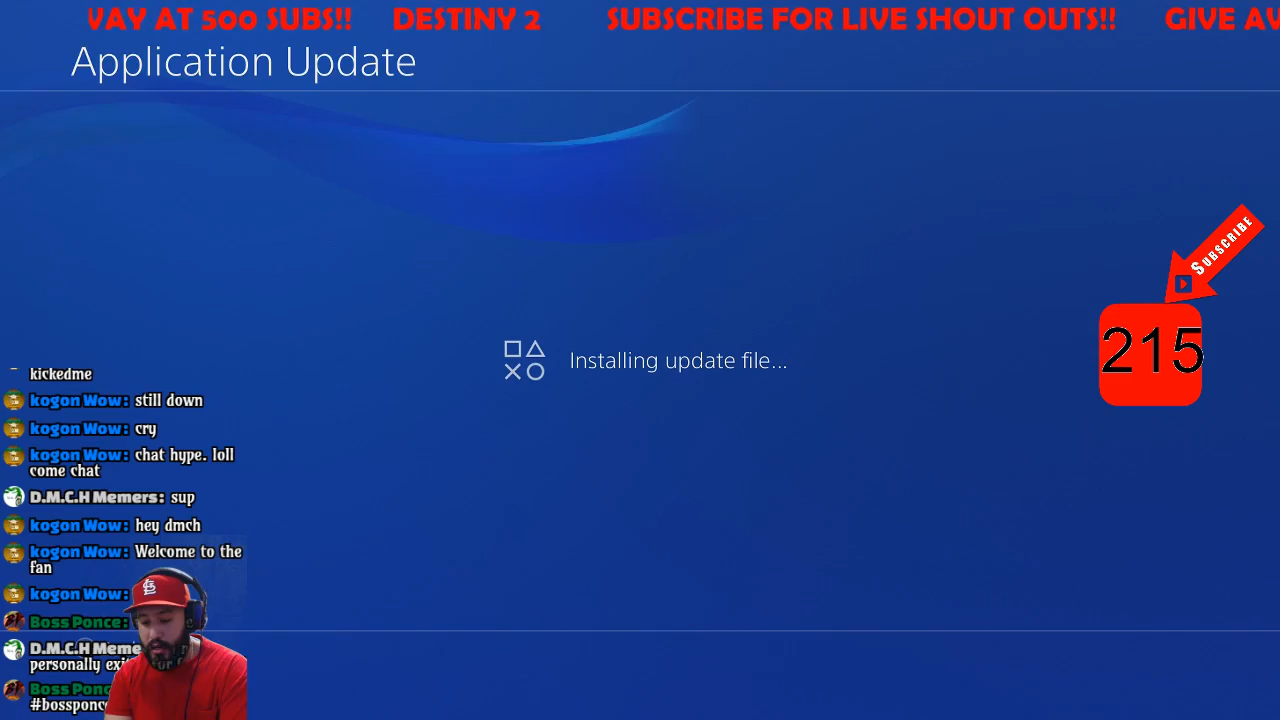 VAY AT 500 SUBS!! DESTINY 2 SUBSCRIBE FOR LIVE SHOUT OUTS!! GIVE AV
Application Update
SUBSCRIBE
215
Installing update file...
kickedme
kogon Wow: still down
kogon Wow: cry
kogon Wow: chat hype. loll
come chat
D.M.C.H Memers: sup
kogon Wow: hey dmch
kogon Wow: Welcome to the
fan
kogon Wow:
Boss Ponce:
D.M.C.H Meme
personally
Boss Ponc
#bossponc